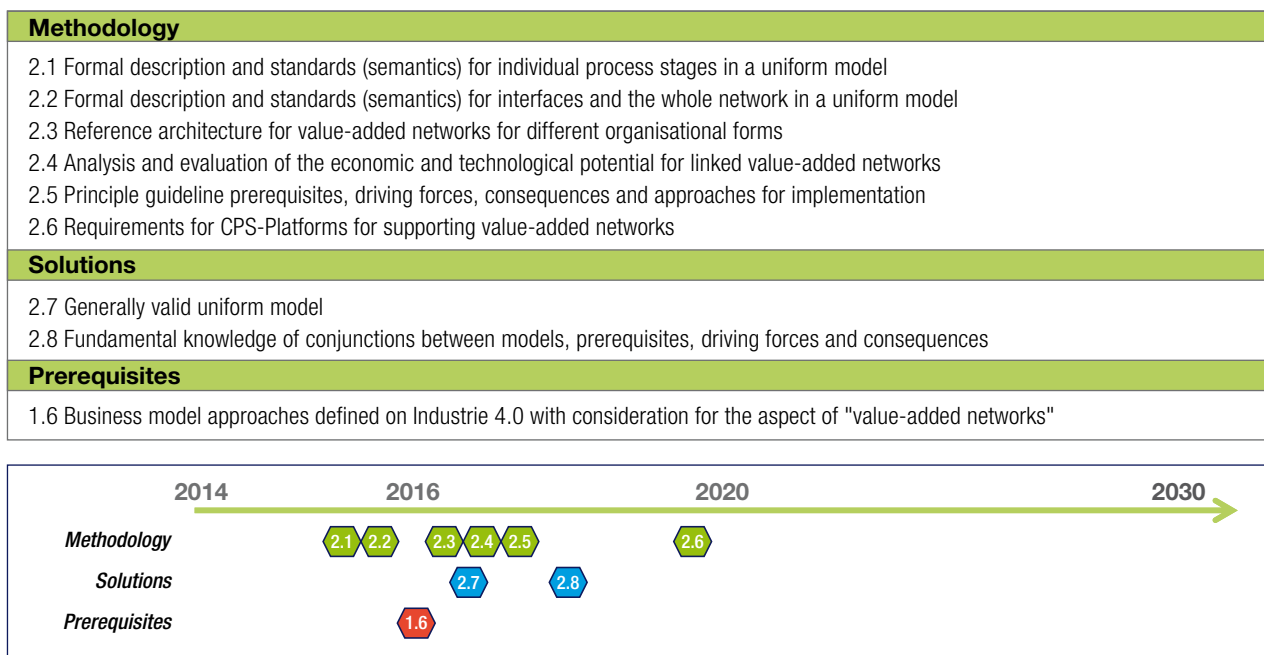 Methodology
2.1 Formal description and standards (semantics) for individual process stages in a uniform model
2.2 Formal description and standards (semantics) for interfaces and the whole network in a uniform model
2.3 Reference architecture for value-added networks for different organisational forms
2.4 Analysis and evaluation of the economic and technological potential for linked value-added networks
2.5 Principle guideline prerequisites, driving forces, consequences and approaches for implementation
2.6 Requirements for CPS-Platforms for supporting value-added networks
Solutions
2.7 Generally valid uniform model
2.8 Fundamental knowledge of conjunctions between models, prerequisites, driving forces and consequences
Prerequisites
1.6 Business model approaches defined on Industrie 4.0 with consideration for the aspect of "value-added networks"
2014 2016 2020 2030
Methodology 2.1 2.2 2.3 2.4 2.5 2.6
Solutions 2.7 2.8
Prerequisites 1.6